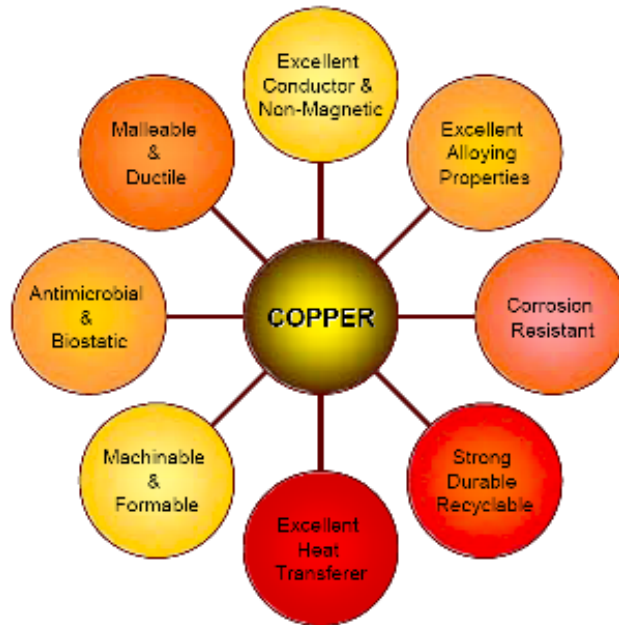 Excellent
Conductor &
Non-Magnetic
Excellent
Alloying
Properties
Corrosion
Resistant
Strong
Durable
Recyclable
Excellent
Heat
Transferer
Machinable
&
Formable
Antimicrobial
&
Biostatic
Malleable
&
Ductile
COPPER